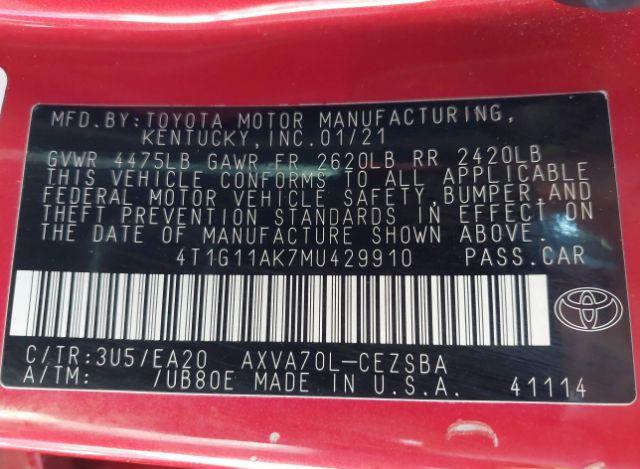 MFD.BY:TOYOTA MOTOR MANUFACTURING,
KENTUCKY,INC.01/21
GVWR 4475LB GAWR FR 2620LB RR 2420LB
THIS VEHICLE CONFORMS TO ALL APPLICABLE
FEDERAL MOTOR VEHICLE SAFETY,BUMPER,AND
THEFT PREVENTION STANDARDS IN EFFECT ON
THE DATE OF MANUFACTURE SHOWN ABOVE.
4T1G11AK7MU429910 PASS.CAR
C/TR:3U5/EA20 AXVA70L-CEZSBA
A/TM: /UB80E MADE IN U.S.A. 41114